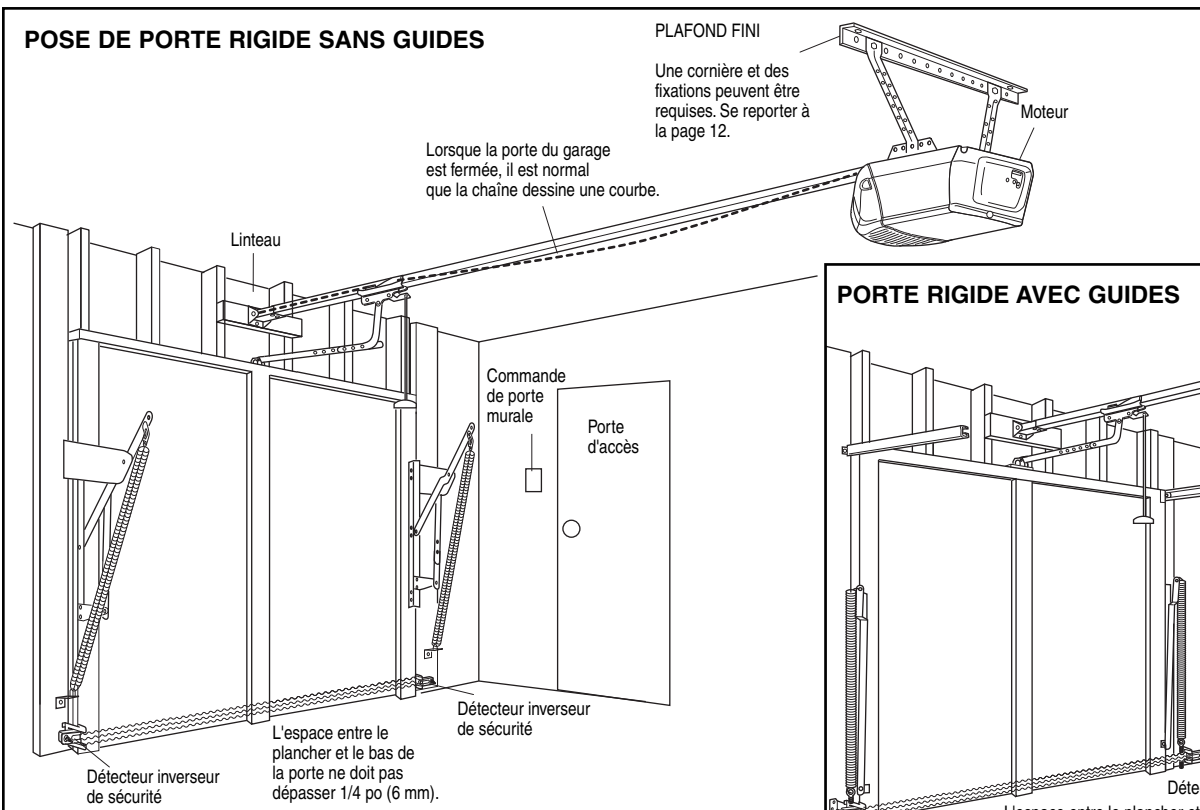 POSE DE PORTE RIGIDE SANS GUIDES
PLAFOND FINI
Une cornière et des
fixations peuvent être
requises. Se reporter à
la page 12.
Moteur
Lorsque la porte du garage
est fermée, il est normal
que la chaîne dessine une courbe.
Linteau
Commande
de porte
murale
Porte
d'accès
Détecteur inverseur
de sécurité
L'espace entre le
plancher et le bas de
la porte ne doit pas
dépasser 1/4 po (6 mm).
Détecteur inverseur
de sécurité
PORTE RIGIDE AVEC GUIDES